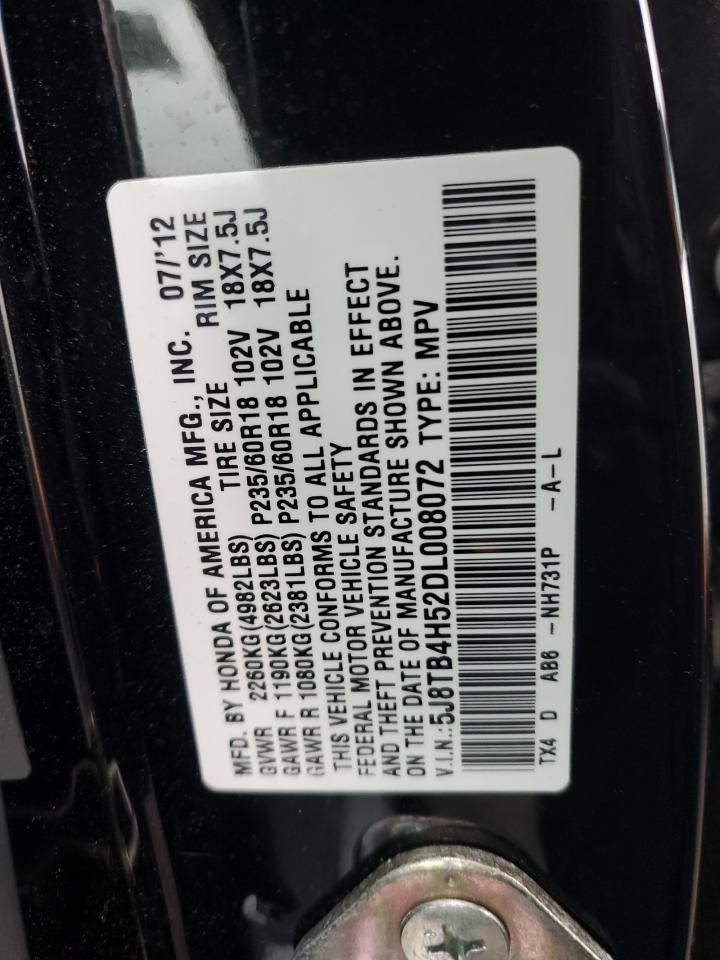 MFD. BY HONDA OF AMERICA MFG., INC. 07/'12
GVWR 2260KG(4982LBS) TIRE SIZE RIM SIZE
GAWR F 1190KG(2623LBS) P235/60R18 102V 18X7.5J
GAWR R 1080KG(2381LBS) P235/60R18 102V 18X7.5J
THIS VEHICLE CONFORMS TO ALL APPLICABLE
FEDERAL MOTOR VEHICLE SAFETY
AND THEFT PREVENTION STANDARDS IN EFFECT
ON THE DATE OF MANUFACTURE SHOWN ABOVE.
V.I.N.:5J8TB4H52DL008072 TYPE: MPV
TX4 D AB6 -NH731P -A-L